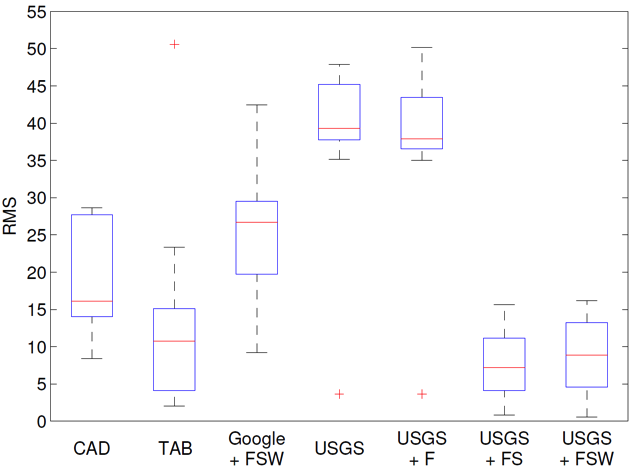 55
50
45
40
35
30
25
20
15
10
5
0
RMS
CAD
TAB
Google
+ FSW
USGS
USGS
+ F
USGS
+ FS
USGS
+ FSW